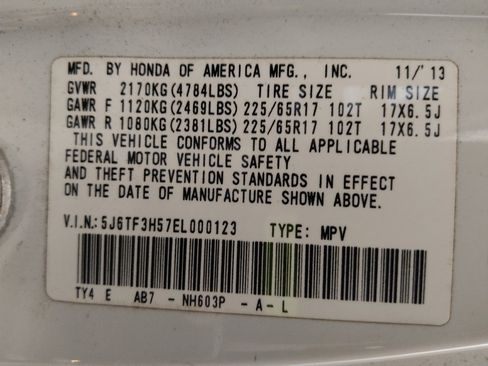 MFD. BY HONDA OF AMERICA MFG., INC. 11/'13
GVWR 2170KG(4784LBS) TIRE SIZE RIM SIZE
GAWR F 1120KG(2469LBS) 225/65R17 102T 17X6.5J
GAWR R 1080KG(2381LBS) 225/65R17 102T 17X6.5J
THIS VEHICLE CONFORMS TO ALL APPLICABLE
FEDERAL MOTOR VEHICLE SAFETY
AND THEFT PREVENTION STANDARDS IN EFFECT
ON THE DATE OF MANUFACTURE SHOWN ABOVE.
V.I.N.:5J6TF3H57EL000123 TYPE: MPV
TY4 E AB7 - NH603P - A - L